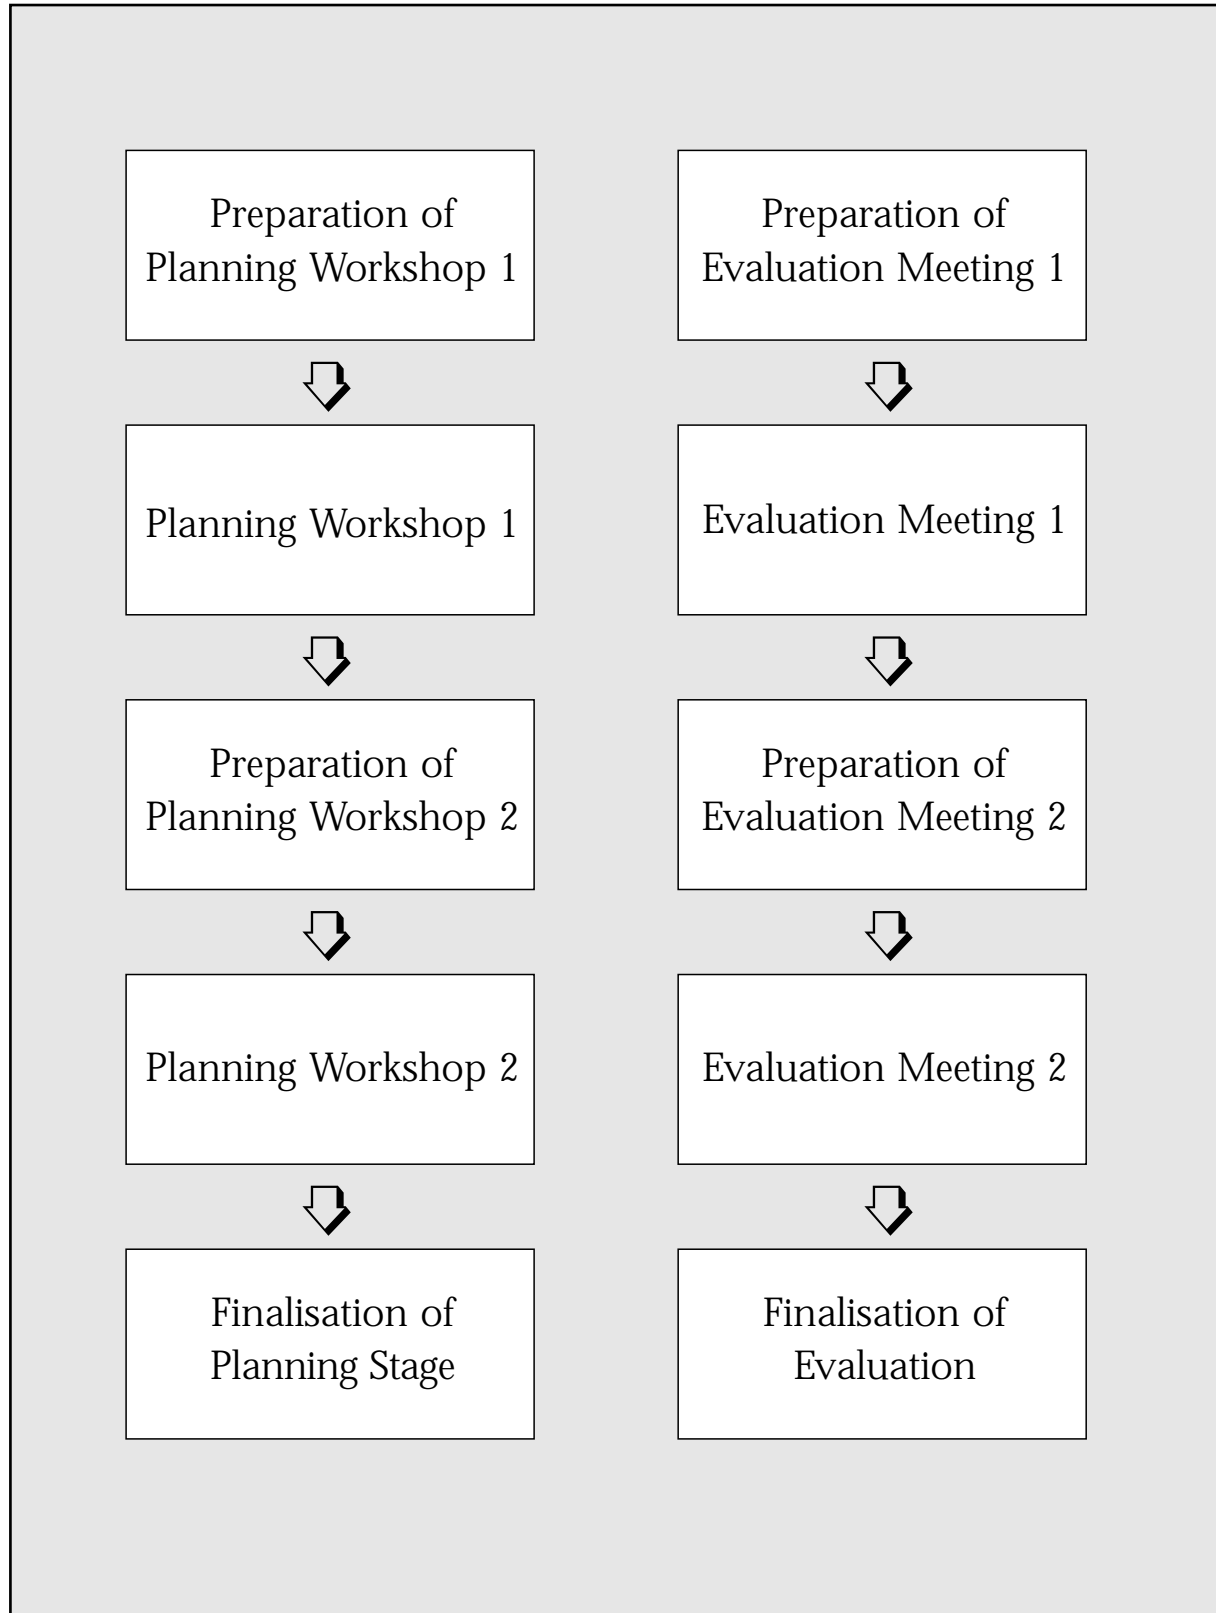 Preparation of
Planning Workshop 1
Planning Workshop 1
Preparation of
Planning Workshop 2
Planning Workshop 2
Finalisation of
Planning Stage
Preparation of
Evaluation Meeting 1
Evaluation Meeting 1
Preparation of
Evaluation Meeting 2
Evaluation Meeting 2
Finalisation of
Evaluation